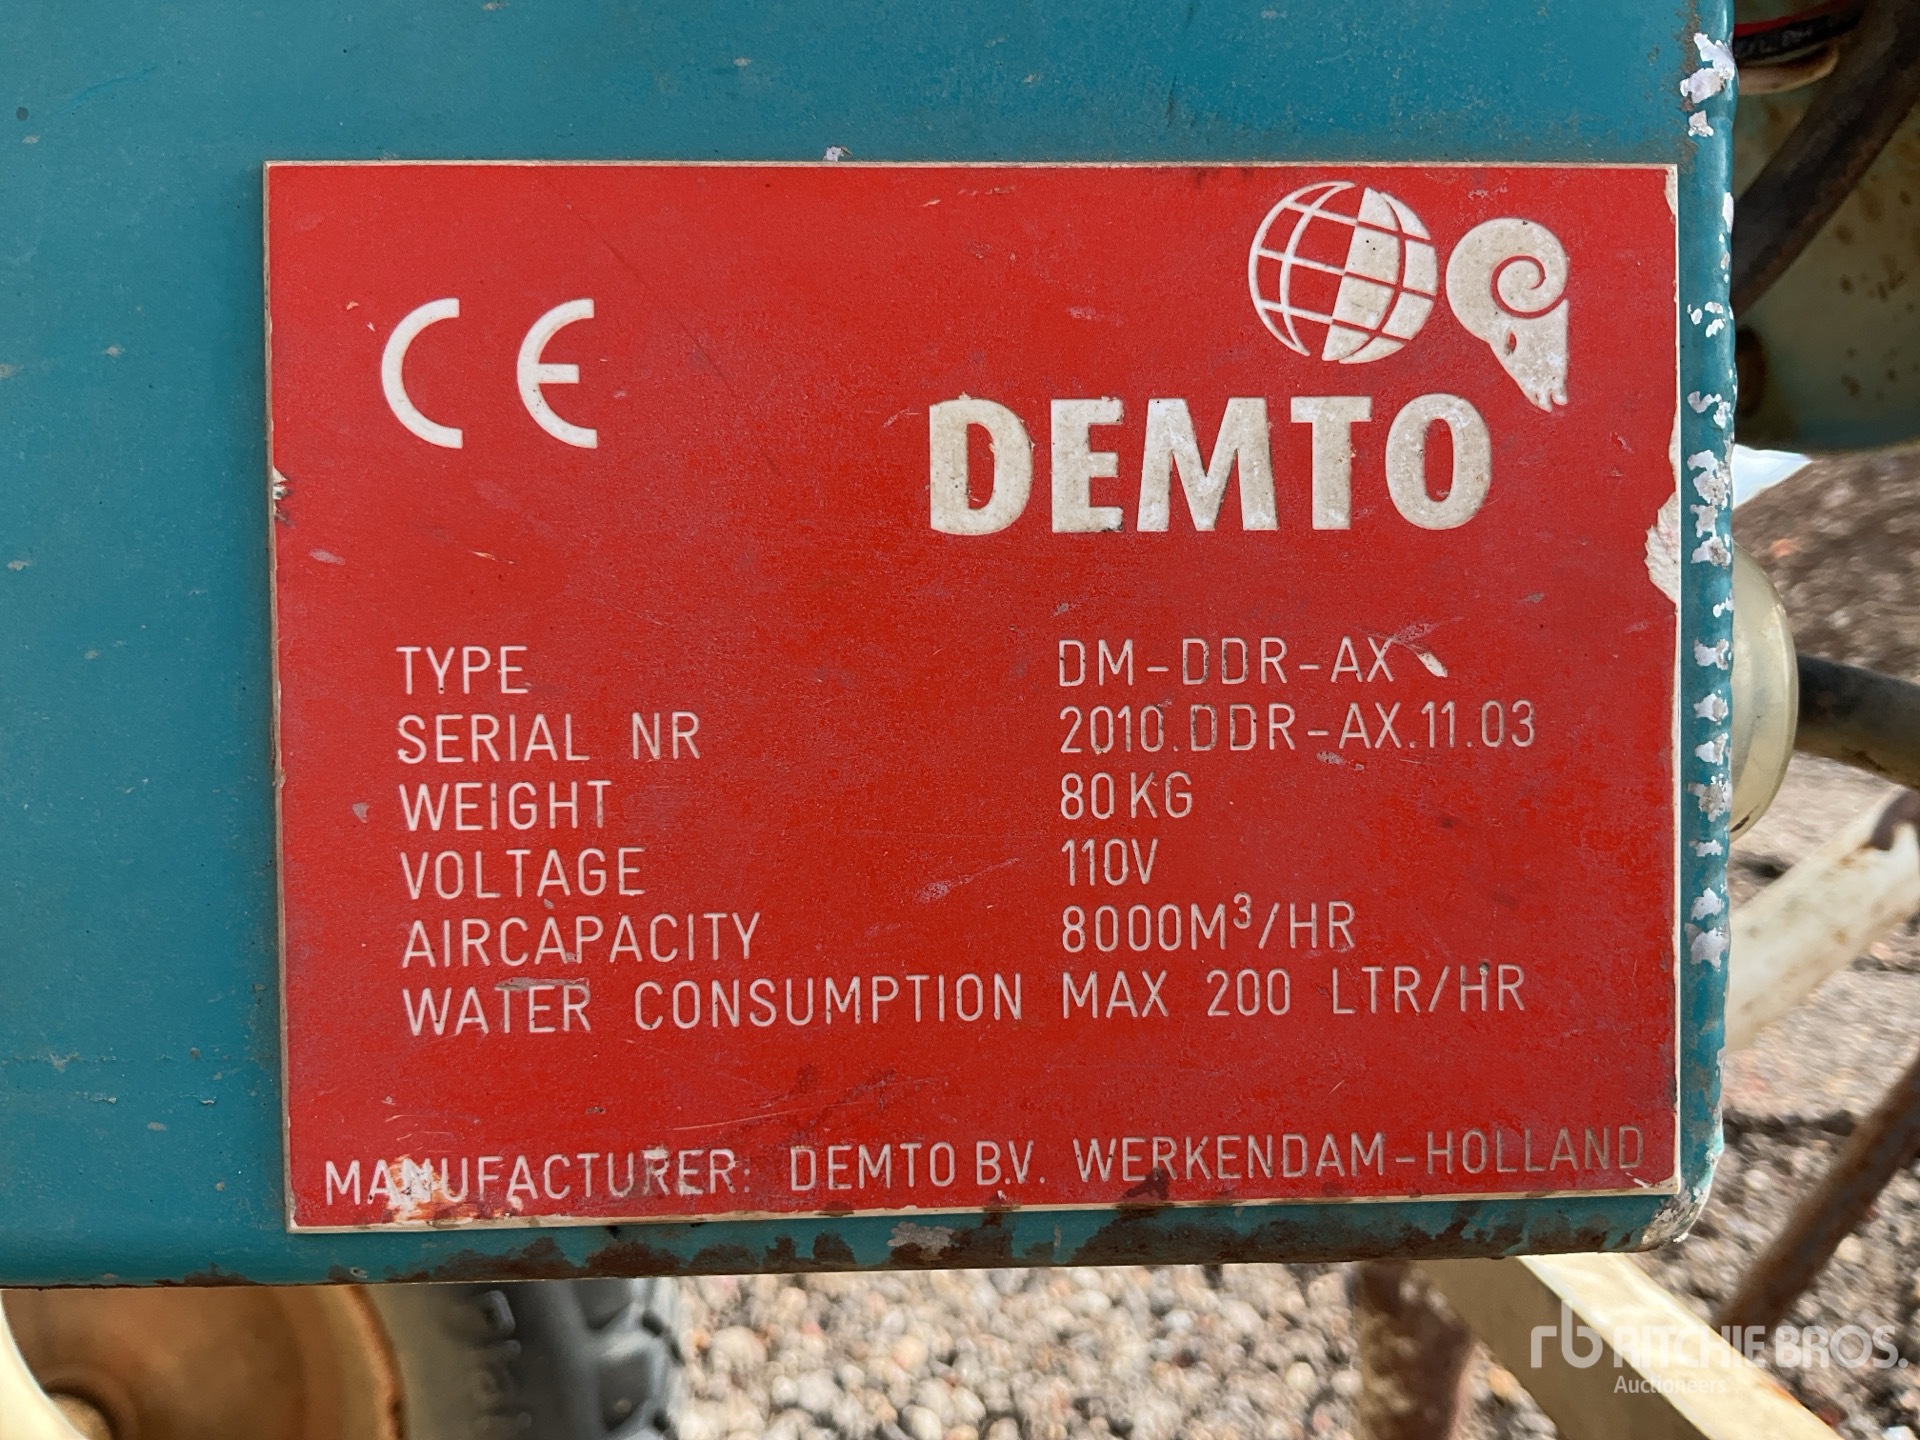 CE
DEMTO
TYPE DM-DDR-AX
SERIAL NR 2010.DDR-AX.11.03
WEIGHT 80KG
VOLTAGE 110V
AIRCAPACITY 8000M³/HR
WATER CONSUMPTION MAX 200 LTR/HR
MANUFACTURER: DEMTO B.V. WERKENDAM-HOLLAND
rb RITCHIE BROS.
Auctioneers